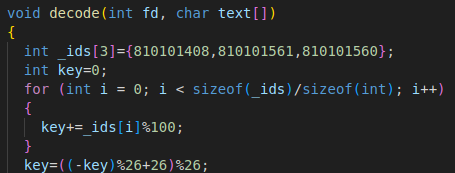 void decode(int fd, char text[])
{
int _ids[3]={810101408,810101561,810101560};
int key=0;
for (int i = 0; i < sizeof(_ids)/sizeof(int); i++)
{
key+=_ids[i]%100;
}
key=((-key)%26+26)%26;